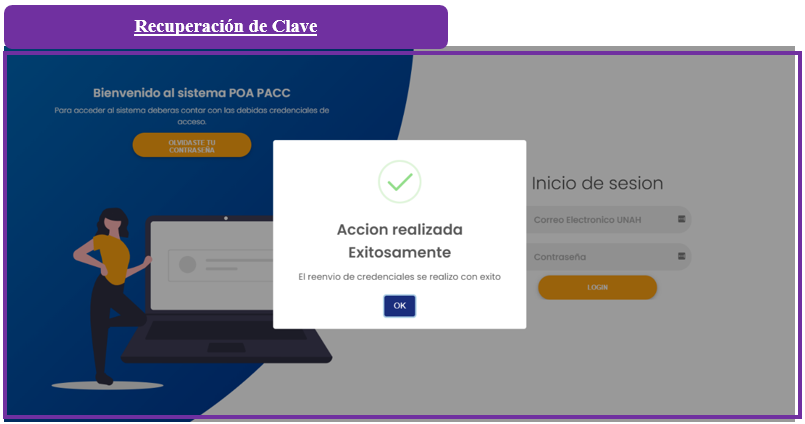 Recuperación de Clave
Bienvenido al sistema POA PACC
Para acceder al sistema deberas contar con las debidas credenciales de
acceso.
OLVIDASTE TU
CONTRASEÑA
Accion realizada
Exitosamente
El reenvio de credenciales se realizo con exito
OK
Inicio de sesion
Correo Electronico UNAH
Contraseña
LOGIN